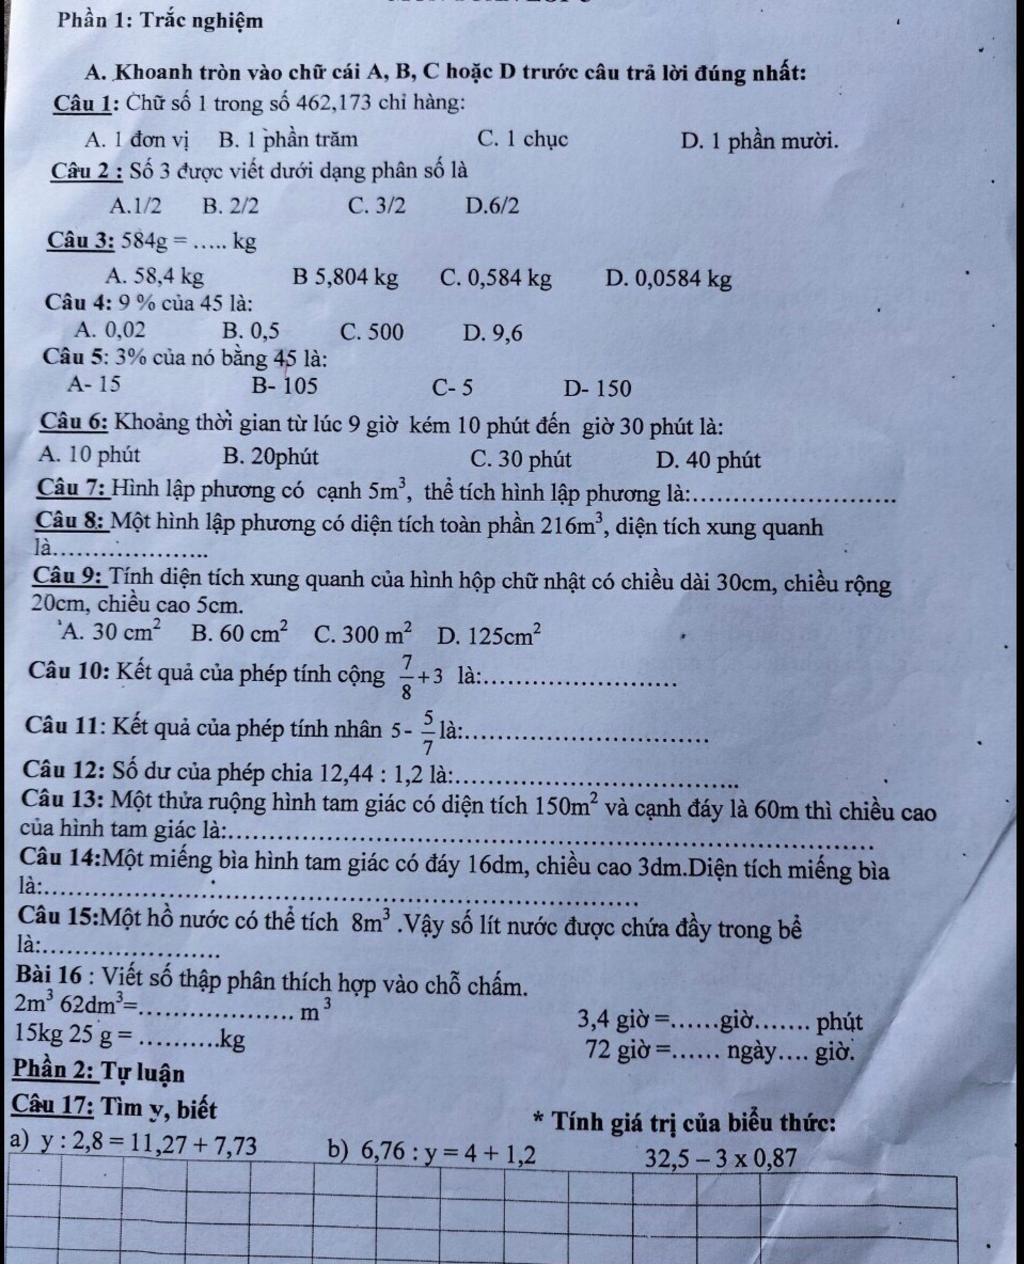 Phần 1: Trắc nghiệm
A. Khoanh tròn vào chữ cái A, B, C hoặc D trước câu trả lời đúng nhất:
Câu 1: Chữ số 1 trong số 462,173 chỉ hàng:
A. 1 đơn vị B. 1 phần trăm C. 1 chục D. 1 phần mười.
Câu 2 : Số 3 được viết dưới dạng phân số là
A.1/2 B. 2/2 C. 3/2 D.6/2
Câu 3: 584g = ..... kg
A. 58,4 kg B 5,804 kg C. 0,584 kg D. 0,0584 kg
Câu 4: 9 % của 45 là:
A. 0,02 B. 0,5 C. 500 D. 9,6
Câu 5: 3% của nó bằng 45 là:
A- 15 B- 105 C- 5 D- 150
Câu 6: Khoảng thời gian từ lúc 9 giờ kém 10 phút đến giờ 30 phút là:
A. 10 phút B. 20phút C. 30 phút D. 40 phút
Câu 7: Hình lập phương có cạnh 5m³, thể tích hình lập phương là:..............................
Câu 8: Một hình lập phương có diện tích toàn phần 216m³, diện tích xung quanh
là......................
Câu 9: Tính diện tích xung quanh của hình hộp chữ nhật có chiều dài 30cm, chiều rộng
20cm, chiều cao 5cm.
A. 30 cm² B. 60 cm² C. 300 m² D. 125cm²
Câu 10: Kết quả của phép tính cộng 7/8 +3 là:.............................
Câu 11: Kết quả của phép tính nhân 5- 5/7 là:....................................
Câu 12: Số dư của phép chia 12,44 : 1,2 là:..........................................
Câu 13: Một thửa ruộng hình tam giác có diện tích 150m² và cạnh đáy là 60m thì chiều cao
của hình tam giác là:..............................................................................
Câu 14:Một miếng bìa hình tam giác có đáy 16dm, chiều cao 3dm.Diện tích miếng bìa
là:...............................................................................
Câu 15:Một hồ nước có thể tích 8m³ .Vậy số lít nước được chứa đầy trong bể
là:.........................
Bài 16 : Viết số thập phân thích hợp vào chỗ chấm.
2m³ 62dm³=...................... m³
3,4 giờ =......giờ....... phút
15kg 25 g = ..........kg
72 giờ =...... ngày.... giờ.
Phần 2: Tự luận
Câu 17: Tìm y, biết
* Tính giá trị của biểu thức:
a) y : 2,8 = 11,27 + 7,73 b) 6,76 : y = 4 + 1,2 32,5 – 3 x 0,87